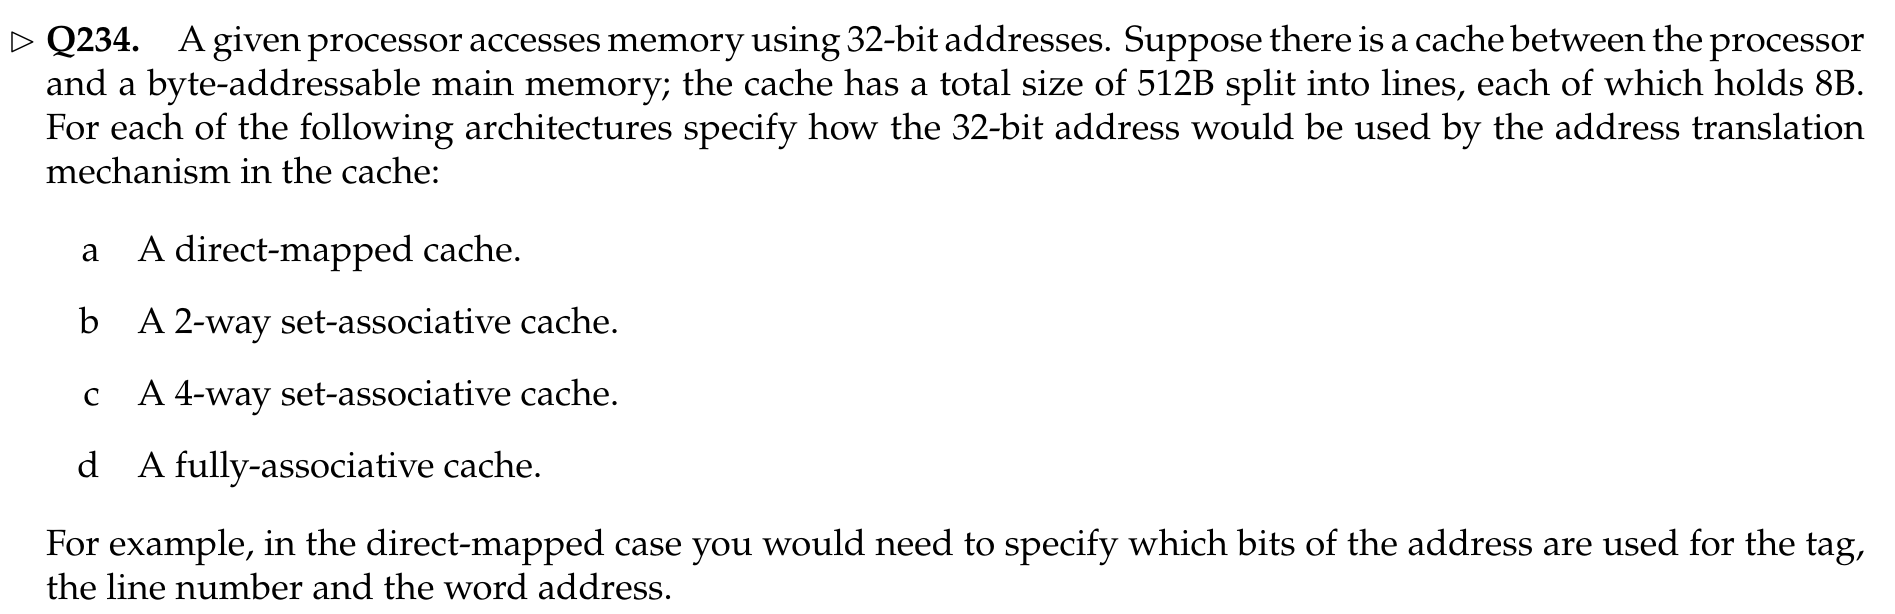 ▷ Q234. A given processor accesses memory using 32-bit addresses. Suppose there is a cache between the processor
and a byte-addressable main memory; the cache has a total size of 512B split into lines, each of which holds 8B.
For each of the following architectures specify how the 32-bit address would be used by the address translation
mechanism in the cache:
a A direct-mapped cache.
b A 2-way set-associative cache.
c A 4-way set-associative cache.
d A fully-associative cache.
For example, in the direct-mapped case you would need to specify which bits of the address are used for the tag,
the line number and the word address.